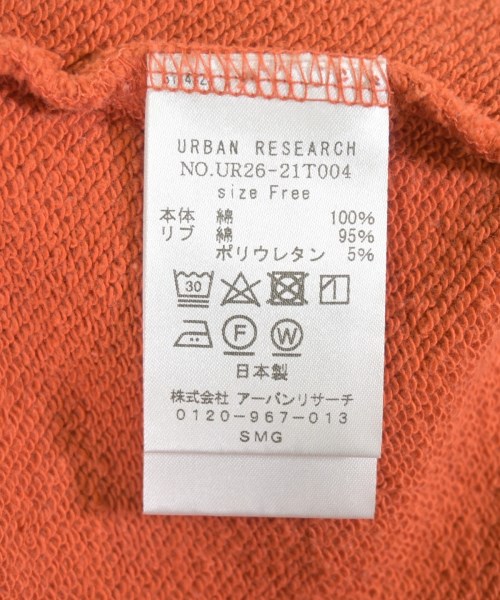 URBAN RESEARCH
NO.UR26-21T004
size Free
本体 綿 100%
リブ 綿 95%
ポリウレタン 5%
30
F W
日本製
株式会社 アーバンリサーチ
0120-967-013
SMG